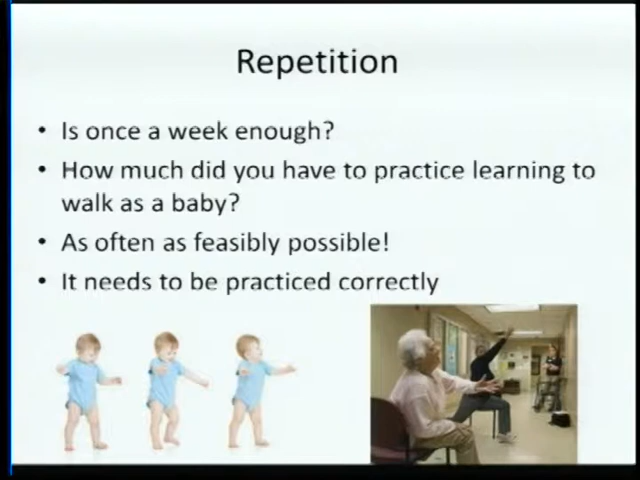 Repetition
• Is once a week enough?
• How much did you have to practice learning to
walk as a baby?
• As often as feasibly possible!
• It needs to be practiced correctly